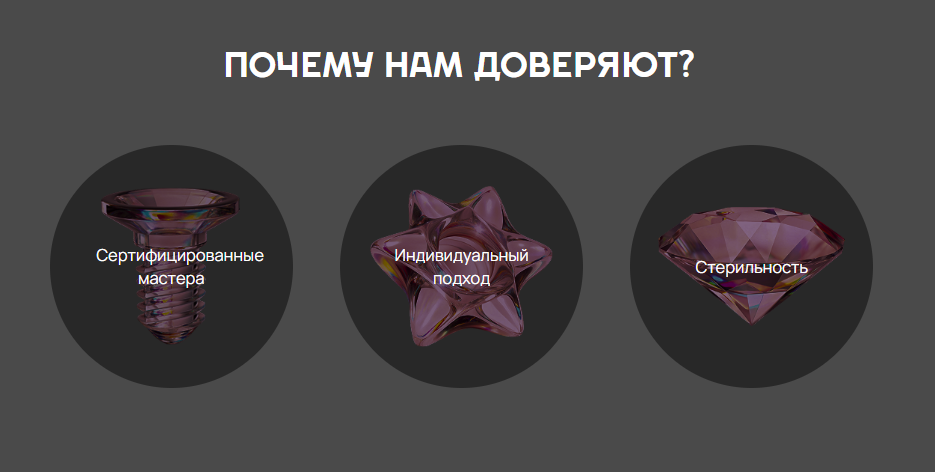 ПОЧЕМУ НАМ ДОВЕРЯЮТ?
Сертифицированные
мастера
Индивидуальный
подход
Стерильность